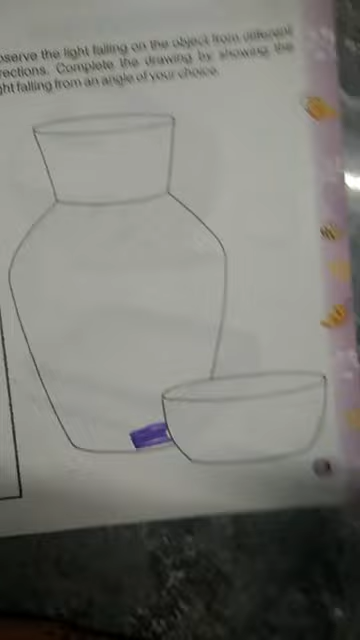 serve the light falling on the object from different
rections. Complete the drawing by showing the
ht falling from an angle of your choice.